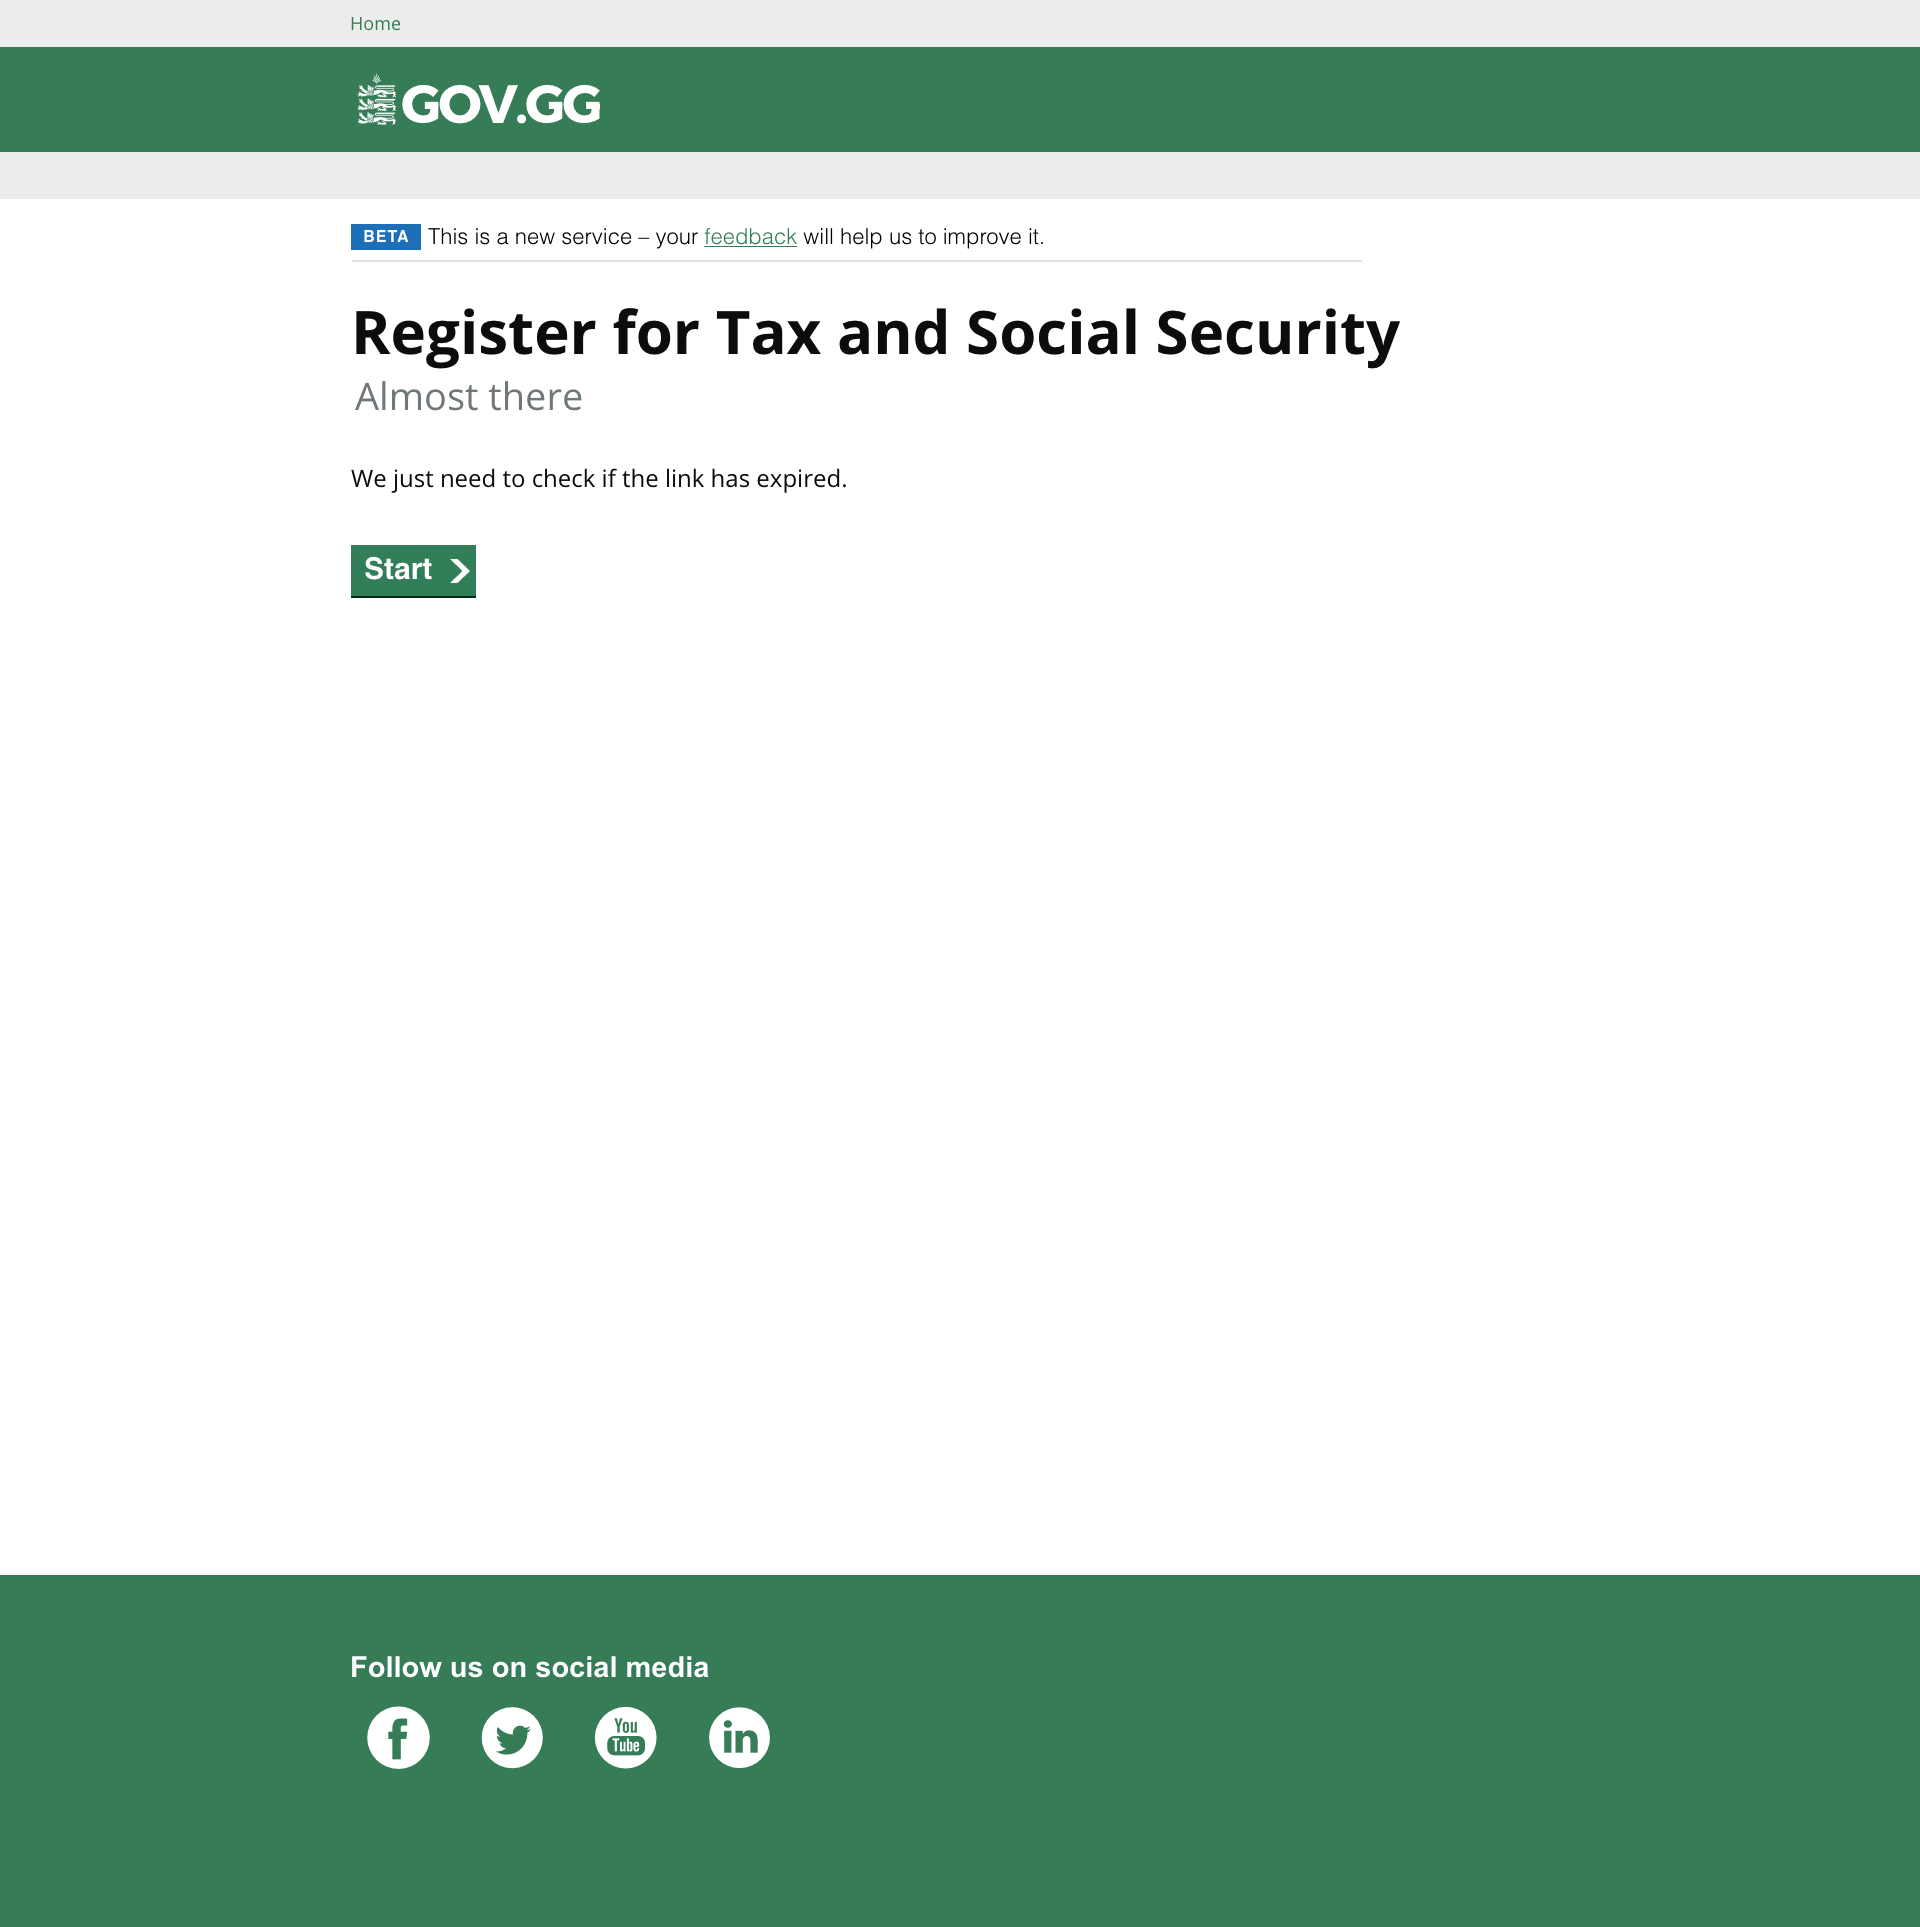 Home
GOV.GG
BETA This is a new service – your feedback will help us to improve it.
Register for Tax and Social Security
Almost there
We just need to check if the link has expired.
Start
Follow us on social media
f
You
Tube
in